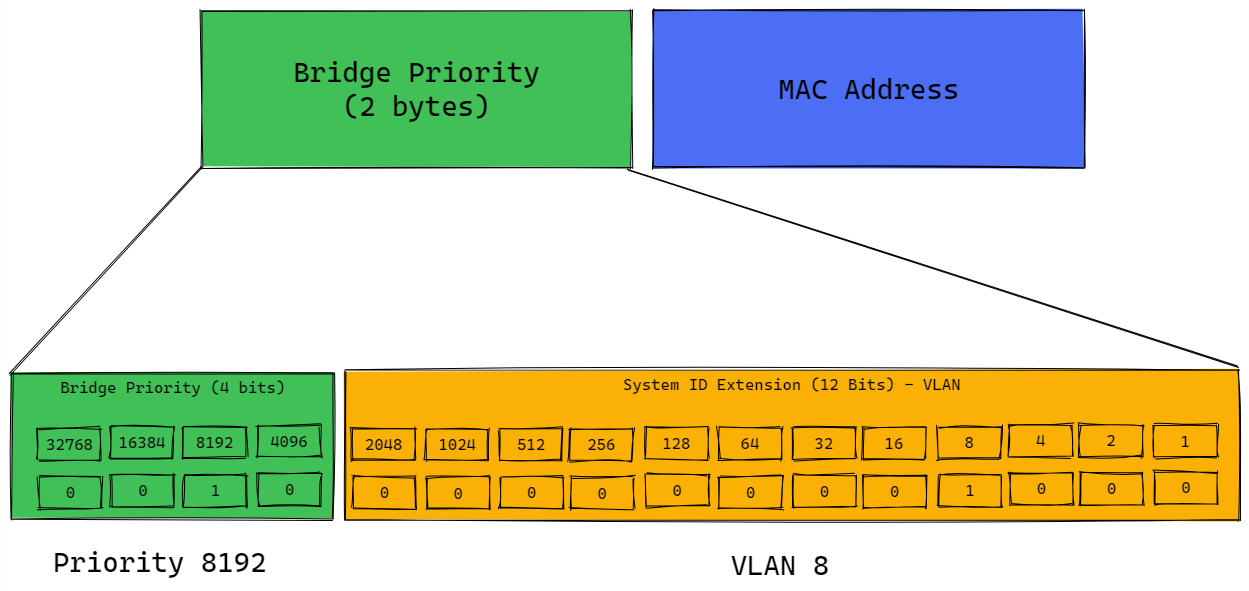 Bridge Priority
(2 bytes)
MAC Address
Bridge Priority (4 bits)
32768 16384 8192 4096
0 0 1 0
Priority 8192
System ID Extension (12 Bits) - VLAN
2048 1024 512 256 128 64 32 16 8 4 2 1
0 0 0 0 0 0 0 0 1 0 0 0
VLAN 8